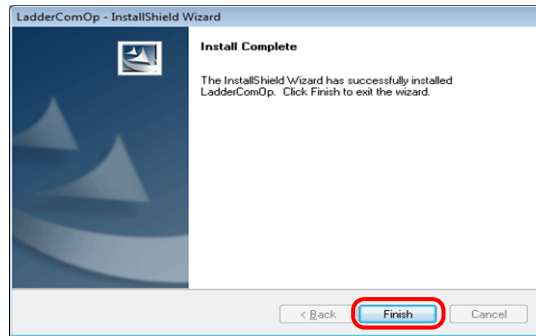 LadderComOp - InstallShield Wizard
Install Complete
The InstallShield Wizard has successfully installed
LadderComOp. Click Finish to exit the wizard.
< Back Finish Cancel